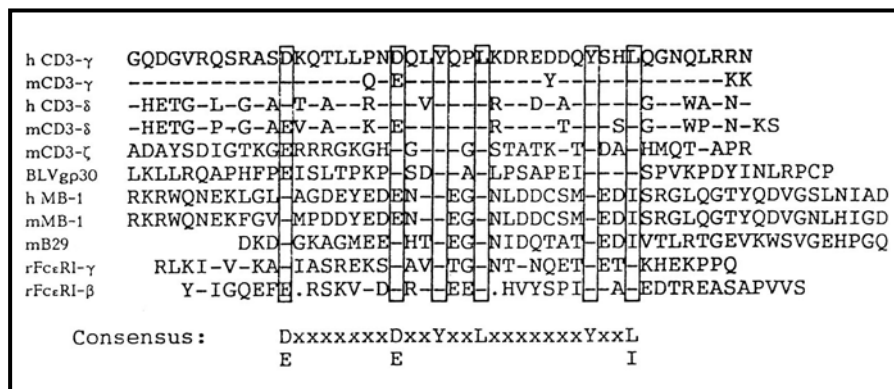 h CD3-γ GQDGVRQSRASDKQTLLPNDQLYQPLKDREDDQYSHLQGNQLRRN
mCD3-γ --------------------Q-E----------Y-----------KK
h CD3-δ -HETG-L-G-A-T-A--R---V-----R--D-A------G--WA-N-
mCD3-δ -HETG-P-G-AEV-A--K-E-------R----T---S-G--WP-N-KS
mCD3-ζ ADAYSDIGTKGERRRGKGH-G---G-STATK-T-DA-HMQT-APR
BLVgp30 LKLLRQAPHFPEISLTPKP-SD--A-LPSAPEI----SPVKPDYINLRPCP
h MB-1 RKRWQNEKLGL-AGDEYEDEN--EG-NLDDCSM-EDISRGLQGTYQDVGSLNIAD
mMB-1 RKRWQNEKFGV-MPDDYEDEN--EG-NLDDCSM-EDISRGLQGTYQDVGNLHIGD
mB29 DKD-GKAGMEE-HT-EG-NIDQTAT-EDIVTLRTGEVKWSVGEHPGQ
rFcεRI-γ RLKI-V-KA-IASREKS-AV-TG-NT-NQET-ET-KHEKPPQ
rFcεRI-β Y-IGQEFE.RSKV-D-R--EE-.HVYSPI--A-EDTREASAPVVS
Consensus: DxxxxxxxDxxYxxLxxxxxxxYxxL
E E I